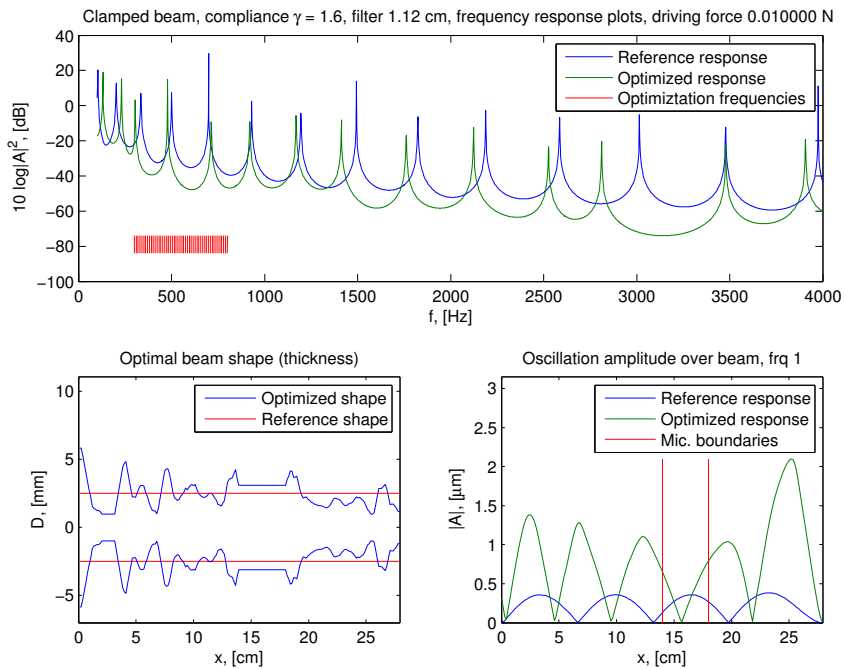 Clamped beam, compliance γ = 1.6, filter 1.12 cm, frequency response plots, driving force 0.010000 N
10 log|A|², [dB]
40
20
0
−20
−40
−60
−80
−100
Reference response
Optimized response
Optimiztation frequencies
0
500
1000
1500
2000
2500
3000
3500
4000
f, [Hz]
Optimal beam shape (thickness)
D, [mm]
10
5
0
−5
Optimized shape
Reference shape
0
5
10
15
20
25
x, [cm]
Oscillation amplitude over beam, frq 1
|A|, [μm]
3
2.5
2
1.5
1
0.5
0
Reference response
Optimized response
Mic. boundaries
0
5
10
15
20
25
x, [cm]